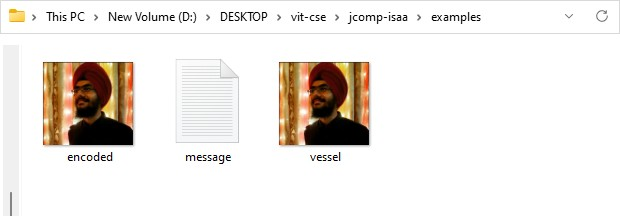 This PC > New Volume (D:) > DESKTOP > vit-cse > jcomp-isaa > examples
encoded message vessel